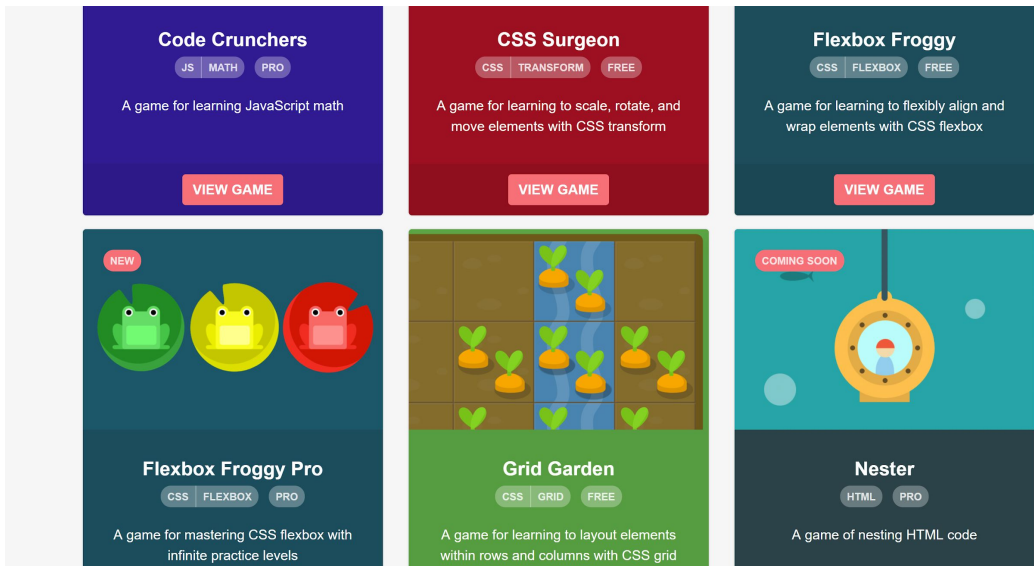 Code Crunchers
JS MATH PRO
A game for learning JavaScript math
VIEW GAME
CSS Surgeon
CSS TRANSFORM FREE
A game for learning to scale, rotate, and
move elements with CSS transform
VIEW GAME
Flexbox Froggy
CSS FLEXBOX FREE
A game for learning to flexibly align and
wrap elements with CSS flexbox
VIEW GAME
NEW
Flexbox Froggy Pro
CSS FLEXBOX PRO
A game for mastering CSS flexbox with
infinite practice levels
Grid Garden
CSS GRID FREE
A game for learning to layout elements
within rows and columns with CSS grid
COMING SOON
Nester
HTML PRO
A game of nesting HTML code